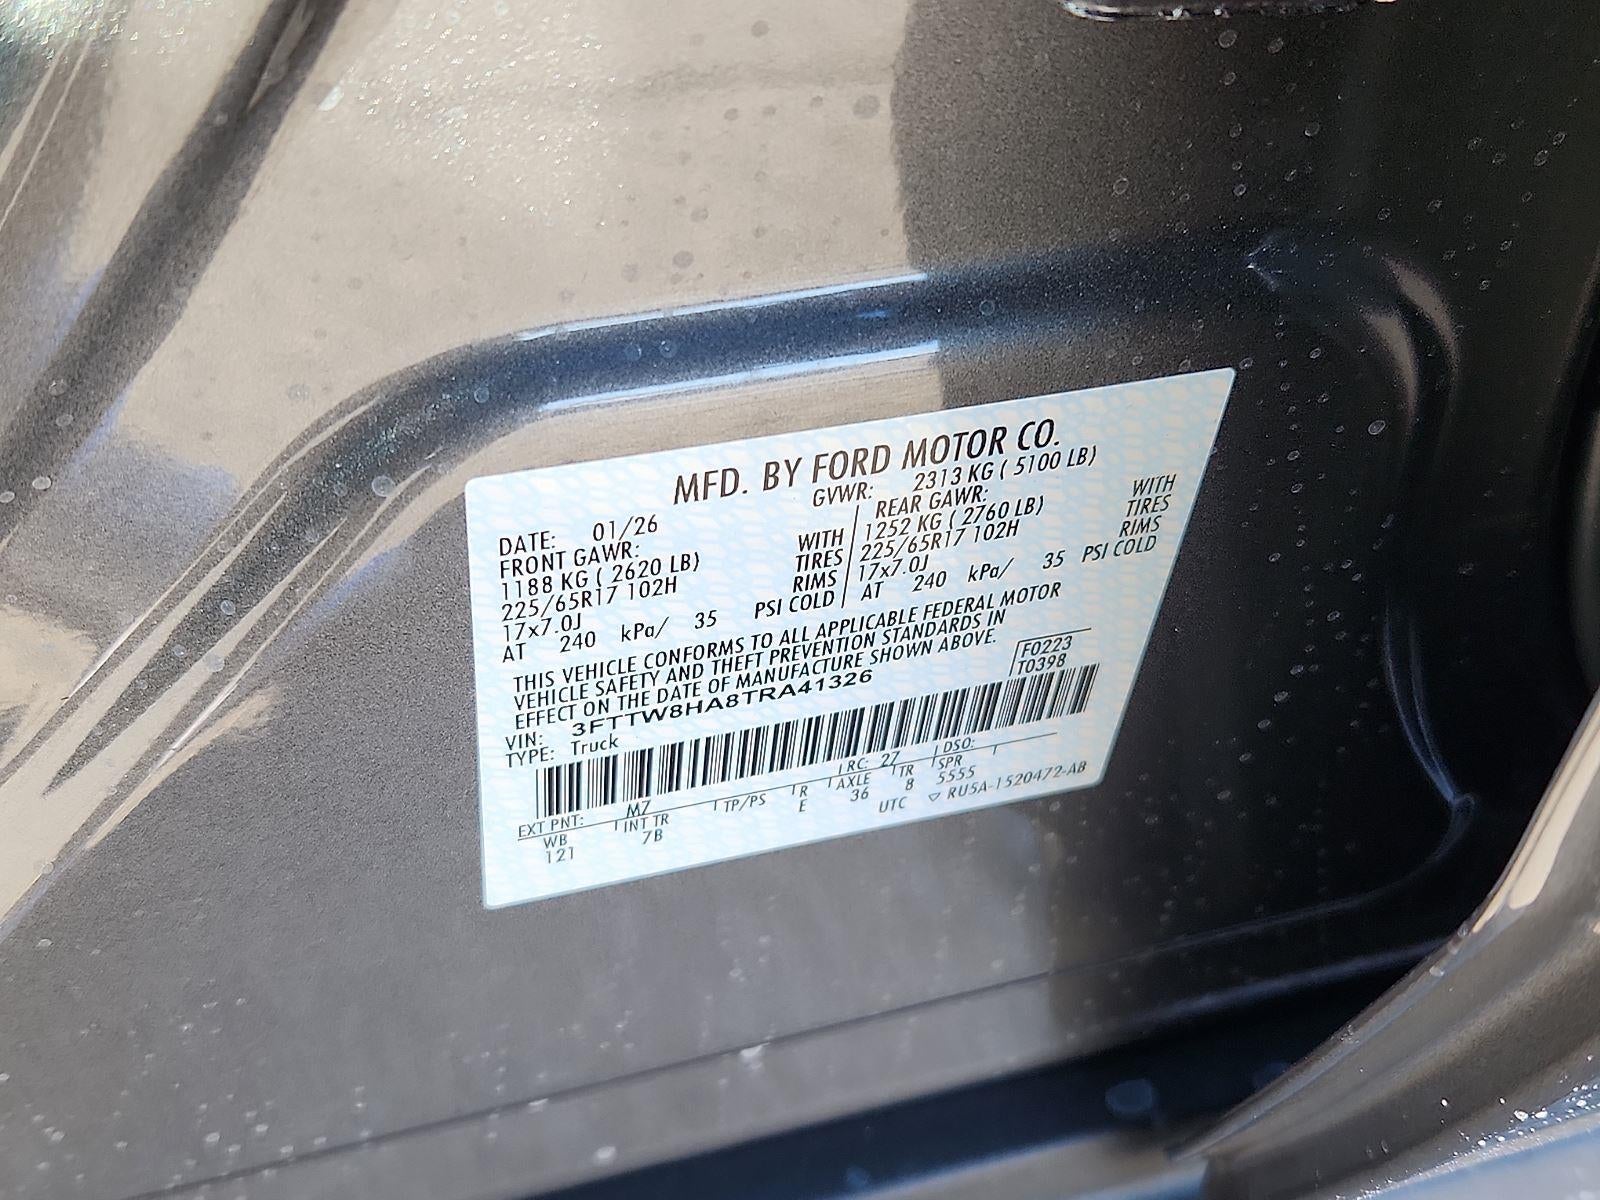 MFD. BY FORD MOTOR CO.
DATE: 01/26 GVWR: 2313 KG ( 5100 LB)
FRONT GAWR: REAR GAWR:
1188 KG ( 2620 LB) WITH 1252 KG ( 2760 LB) WITH
225/65R17 102H TIRES 225/65R17 102H TIRES
17x7.0J RIMS 17x7.0J RIMS
AT 240 kPa/ 35 PSI COLD AT 240 kPa/ 35 PSI COLD
THIS VEHICLE CONFORMS TO ALL APPLICABLE FEDERAL MOTOR
VEHICLE SAFETY AND THEFT PREVENTION STANDARDS IN
EFFECT ON THE DATE OF MANUFACTURE SHOWN ABOVE.
VIN: 3FTTW8HA8TRA41326 F0223
TYPE: Truck T0398
EXT PNT: M7 RC: 27 DSO:
WB INT TR TP/PS R AXLE TR SPR
121 7B E 36 8 5555
UTC ▽ RU5A-1520472-AB